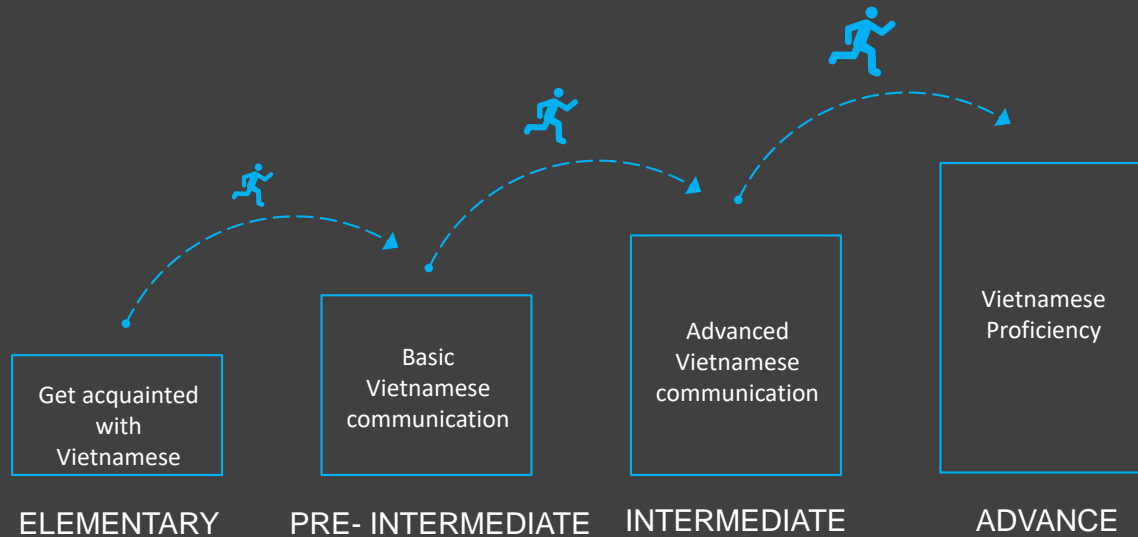 Get acquainted
with
Vietnamese
Basic
Vietnamese
communication
Advanced
Vietnamese
communication
Vietnamese
Proficiency
ELEMENTARY
PRE- INTERMEDIATE
INTERMEDIATE
ADVANCE